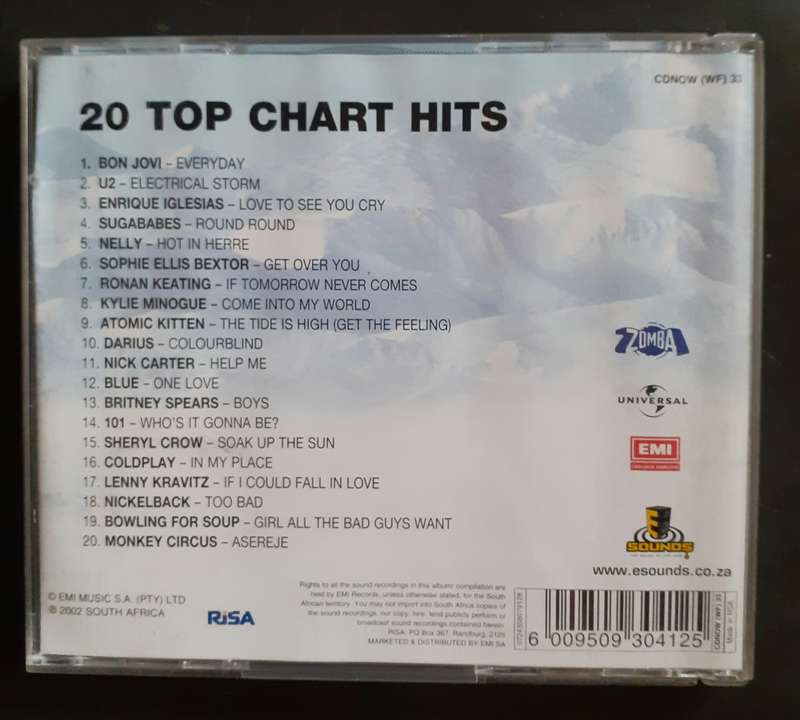 CDNOW (WF) 33
20 TOP CHART HITS
1. BON JOVI – EVERYDAY
2. U2 – ELECTRICAL STORM
3. ENRIQUE IGLESIAS – LOVE TO SEE YOU CRY
4. SUGABABES – ROUND ROUND
5. NELLY – HOT IN HERRE
6. SOPHIE ELLIS BEXTOR – GET OVER YOU
7. RONAN KEATING – IF TOMORROW NEVER COMES
8. KYLIE MINOGUE – COME INTO MY WORLD
9. ATOMIC KITTEN – THE TIDE IS HIGH (GET THE FEELING)
10. DARIUS – COLOURBLIND
11. NICK CARTER – HELP ME
12. BLUE – ONE LOVE
13. BRITNEY SPEARS – BOYS
14. 101 – WHO'S IT GONNA BE?
15. SHERYL CROW – SOAK UP THE SUN
16. COLDPLAY – IN MY PLACE
17. LENNY KRAVITZ – IF I COULD FALL IN LOVE
18. NICKELBACK – TOO BAD
19. BOWLING FOR SOUP – GIRL ALL THE BAD GUYS WANT
20. MONKEY CIRCUS – ASEREJE
ZOMBA
UNIVERSAL
EMI
SOUNDS
www.esounds.co.za
© EMI MUSIC S.A. (PTY) LTD
℗ 2002 SOUTH AFRICA
RiSA
Rights to all the sound recordings in this album/ compilation are
held by EMI Records, unless otherwise stated, for the South
African territory. You may not import into South Africa copies of
the sound recordings, nor copy, hire, lend publicly perform or
broadcast sound recordings contained herein.
RISA, PO Box 367, Randburg, 2125
MARKETED & DISTRIBUTED BY EMI SA
6 009509 304125
CDNOW (WF) 33
Made in RSA